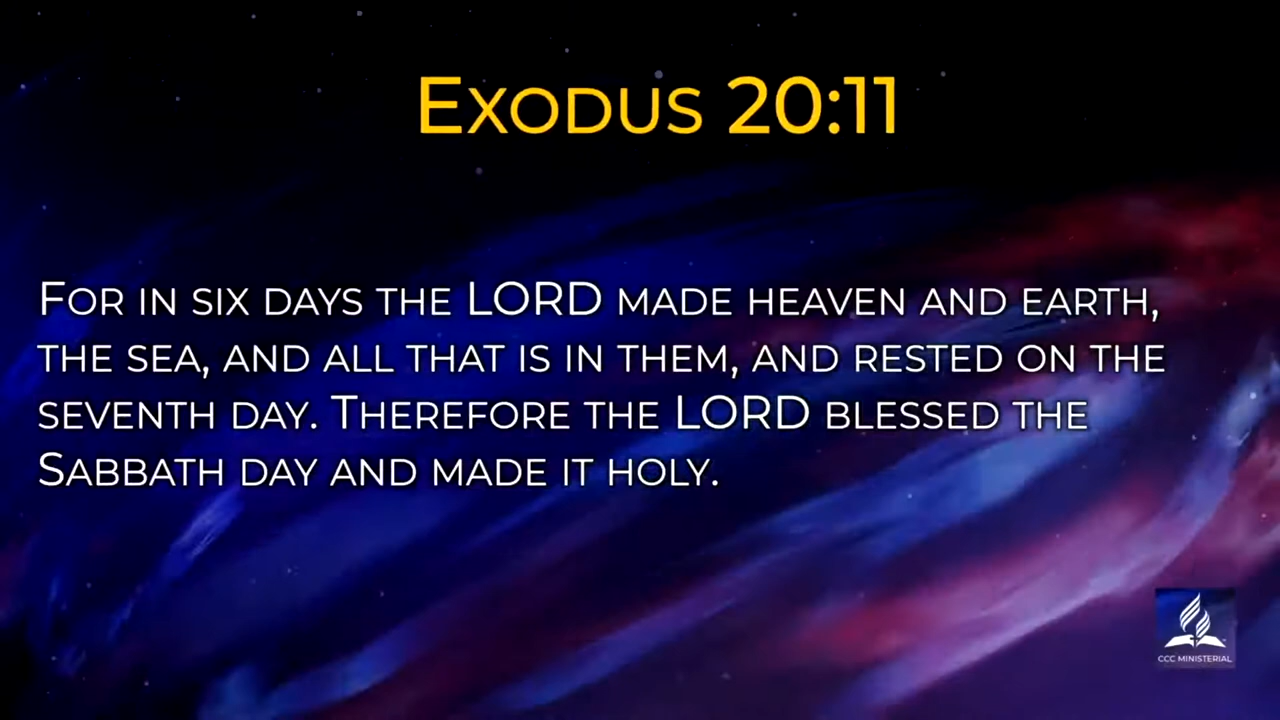 Exodus 20:11
For in six days the LORD made heaven and earth,
the sea, and all that is in them, and rested on the
seventh day. Therefore the LORD blessed the
Sabbath day and made it holy.
CCC MINISTERIAL